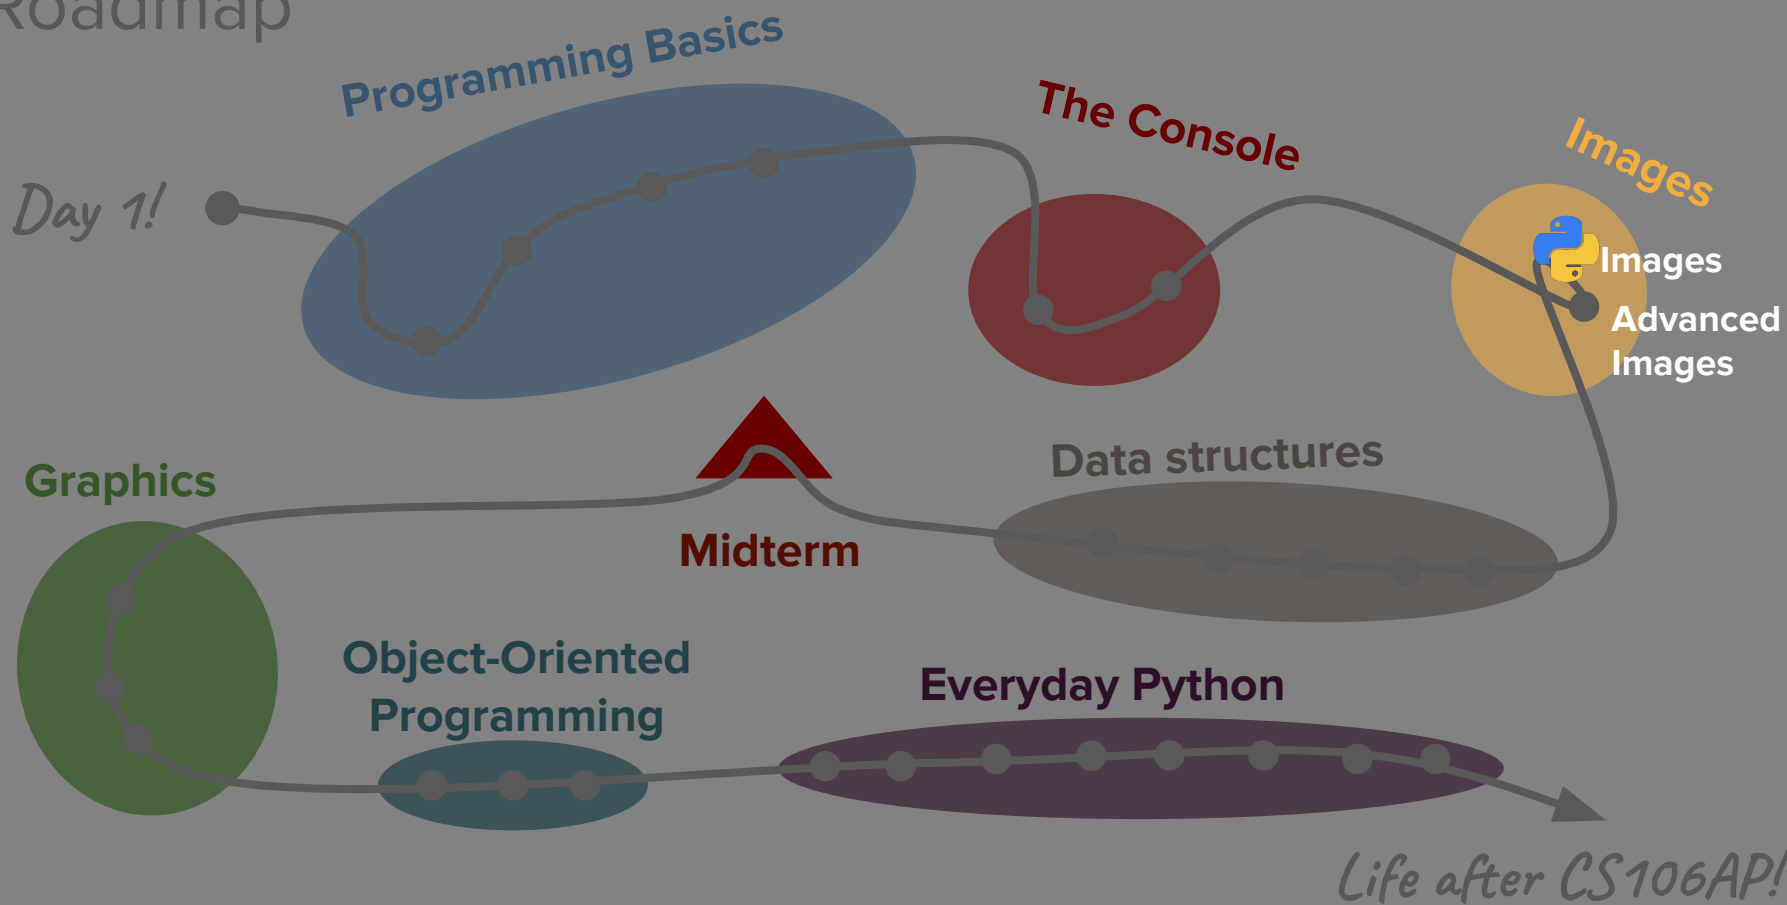 Roadmap
Programming Basics
The Console
Images
Day 1!
Images
Advanced
Images
Graphics
Data structures
Midterm
Object-Oriented
Programming
Everyday Python
Life after CS106AP!